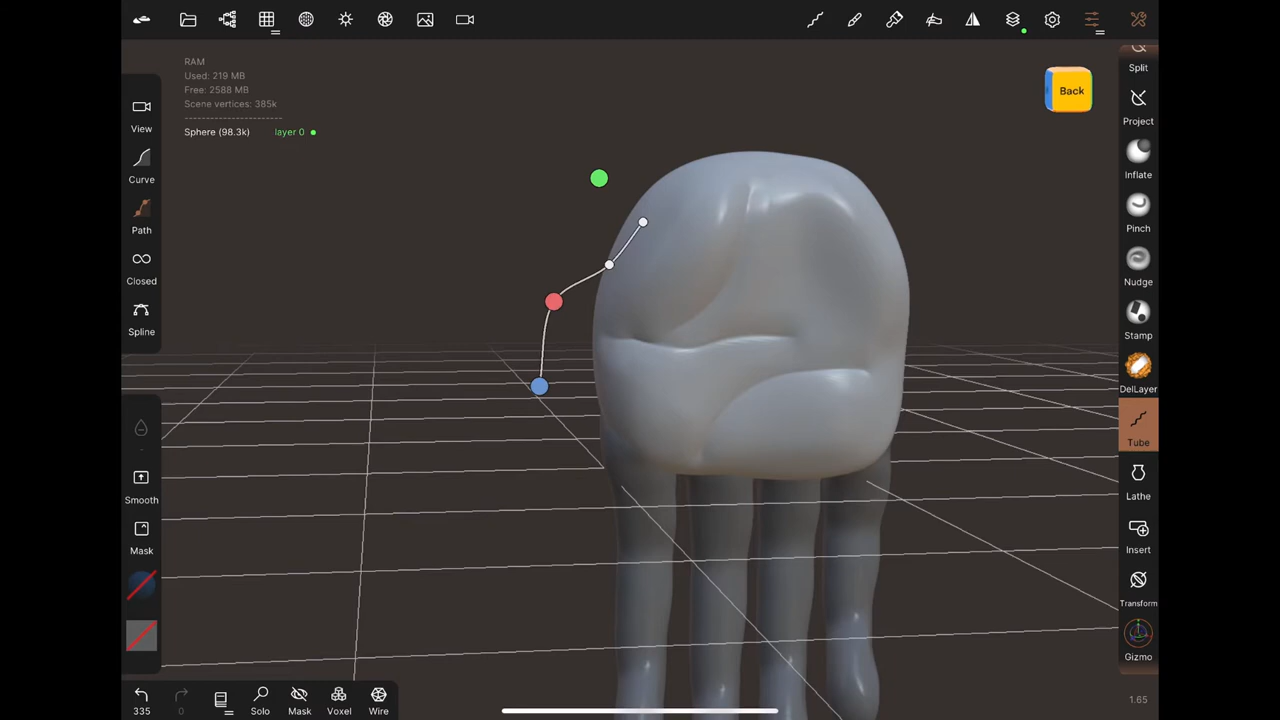 RAM
Used: 219 MB
Free: 2588 MB
Scene vertices: 385k
Sphere (98.3k) layer 0
Back
View
Curve
Path
Closed
Spline
Smooth
Mask
Split
Project
Inflate
Pinch
Nudge
Stamp
DelLayer
Tube
Lathe
Insert
Transform
Gizmo
335
0
Solo
Mask
Voxel
Wire
1.65